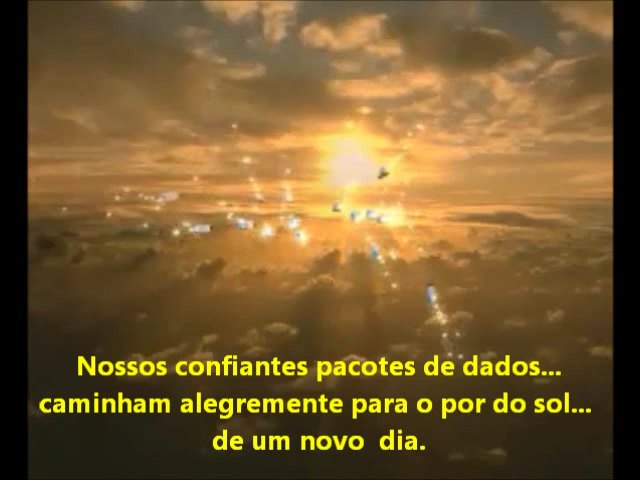 Nossos confiantes pacotes de dados...
caminham alegremente para o por do sol...
de um novo  dia.